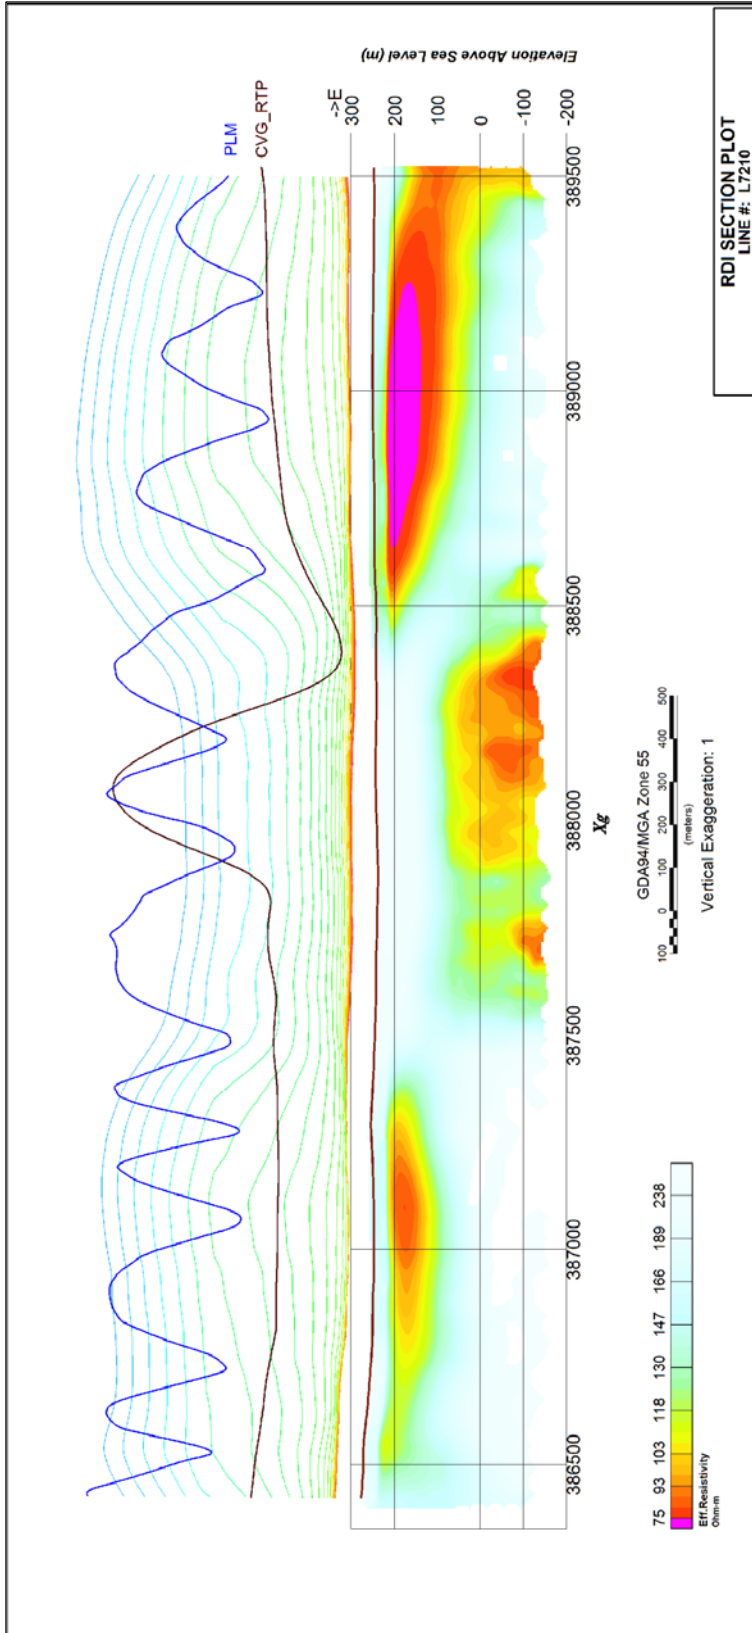 PLM
CVG_RTP
->E
300
200
100
0
-100
-200
Elevation Above Sea Level (m)
386500
387000
387500
388000
388500
389000
389500
Xg
75
93
103
118
130
147
166
189
238
Eff.Resistivity
Ohm-m
GDA94/MGA Zone 55
100
0
100
200
300
400
500
(meters)
Vertical Exaggeration: 1
RDI SECTION PLOT
LINE #: L7210